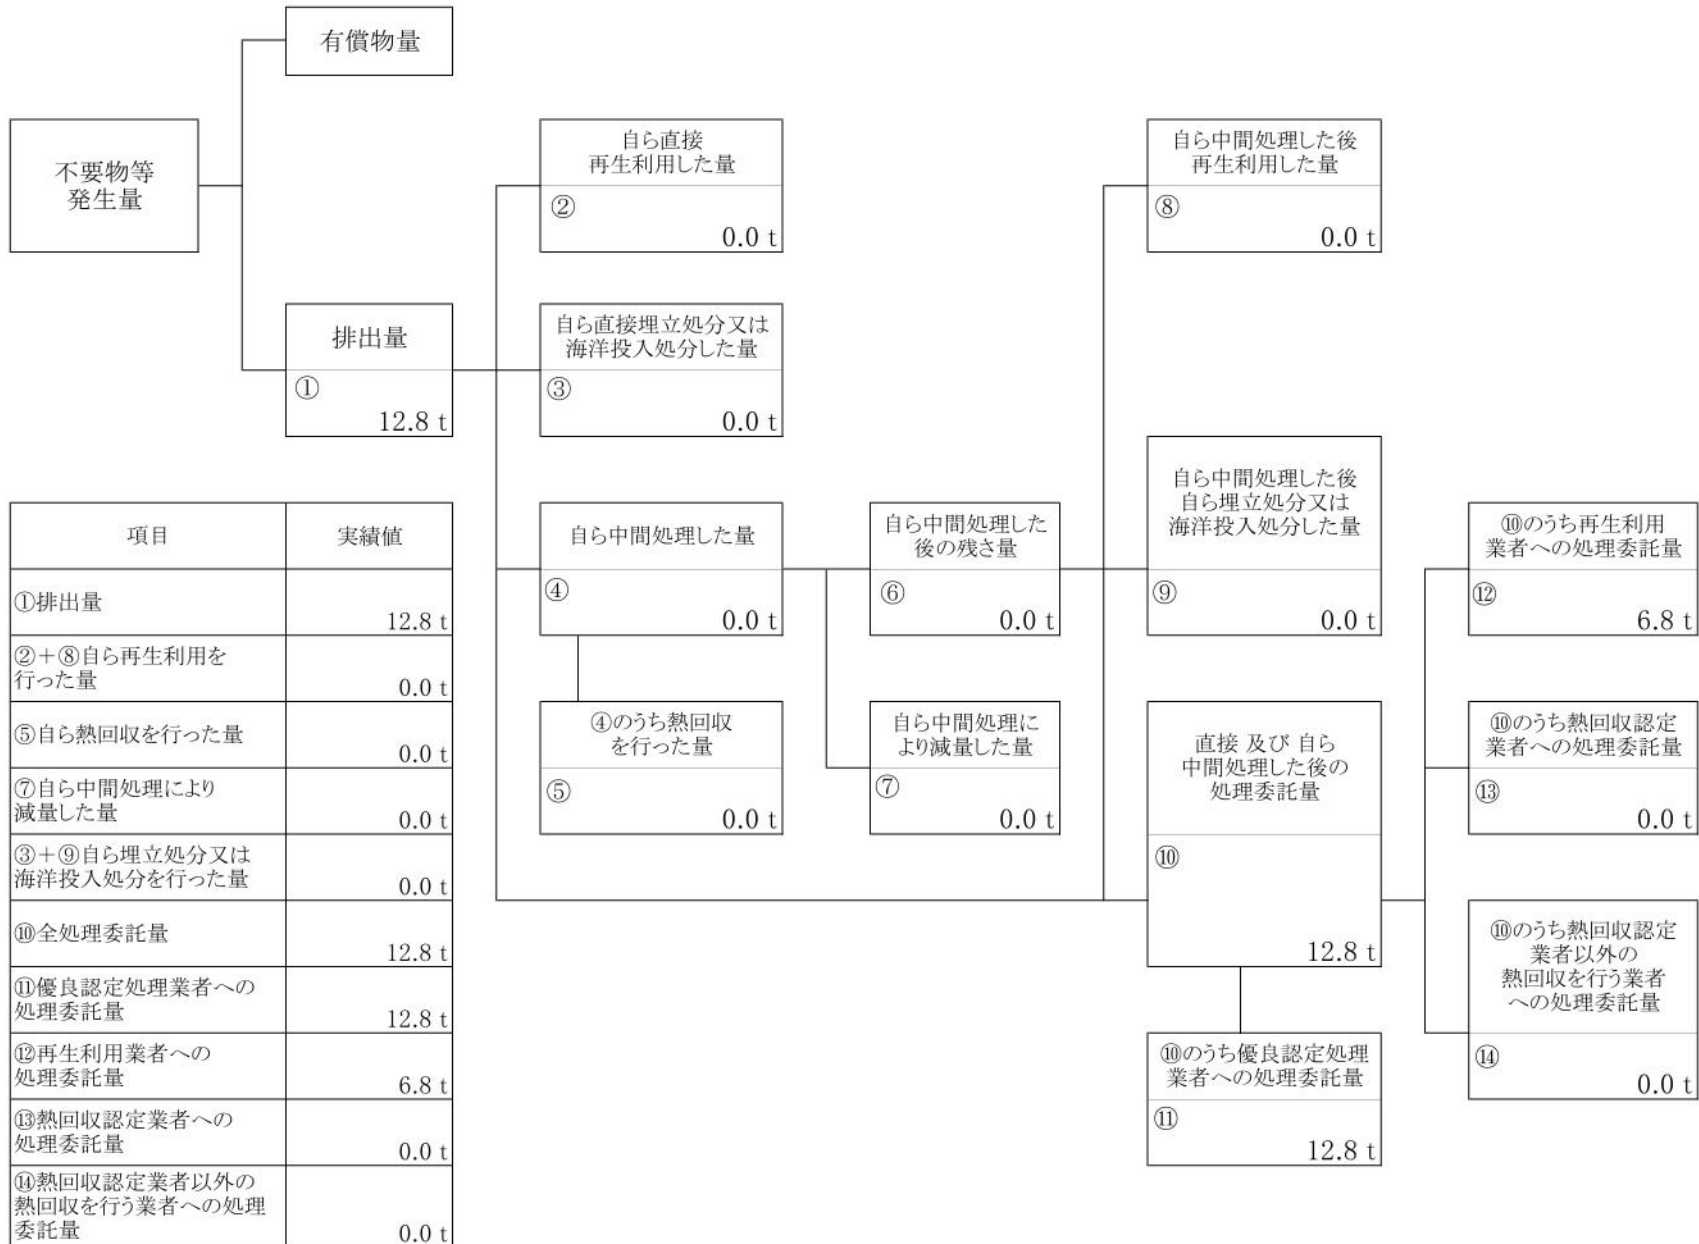 有償物量
不要物等
発生量
排出量
①
12.8 t
自ら直接
再生利用した量
②
0.0 t
自ら直接埋立処分又は
海洋投入処分した量
③
0.0 t
自ら中間処理した量
④
0.0 t
④のうち熱回収
を行った量
⑤
0.0 t
自ら中間処理した
後の残さ量
⑥
0.0 t
自ら中間処理に
より減量した量
⑦
0.0 t
自ら中間処理した後
再生利用した量
⑧
0.0 t
自ら中間処理した後
自ら埋立処分又は
海洋投入処分した量
⑨
0.0 t
直接 及び 自ら
中間処理した後の
処理委託量
⑩
12.8 t
⑩のうち優良認定処理
業者への処理委託量
⑪
12.8 t
⑩のうち再生利用
業者への処理委託量
⑫
6.8 t
⑩のうち熱回収認定
業者への処理委託量
⑬
0.0 t
⑩のうち熱回収認定
業者以外の
熱回収を行う業者
への処理委託量
⑭
0.0 t
項目 実績値
①排出量
12.8 t
②+⑧自ら再生利用を
行った量
0.0 t
⑤自ら熱回収を行った量
0.0 t
⑦自ら中間処理により
減量した量
0.0 t
③+⑨自ら埋立処分又は
海洋投入処分を行った量
0.0 t
⑩全処理委託量
12.8 t
⑪優良認定処理業者への
処理委託量
12.8 t
⑫再生利用業者への
処理委託量
6.8 t
⑬熱回収認定業者への
処理委託量
0.0 t
⑭熱回収認定業者以外の
熱回収を行う業者への処理
委託量
0.0 t